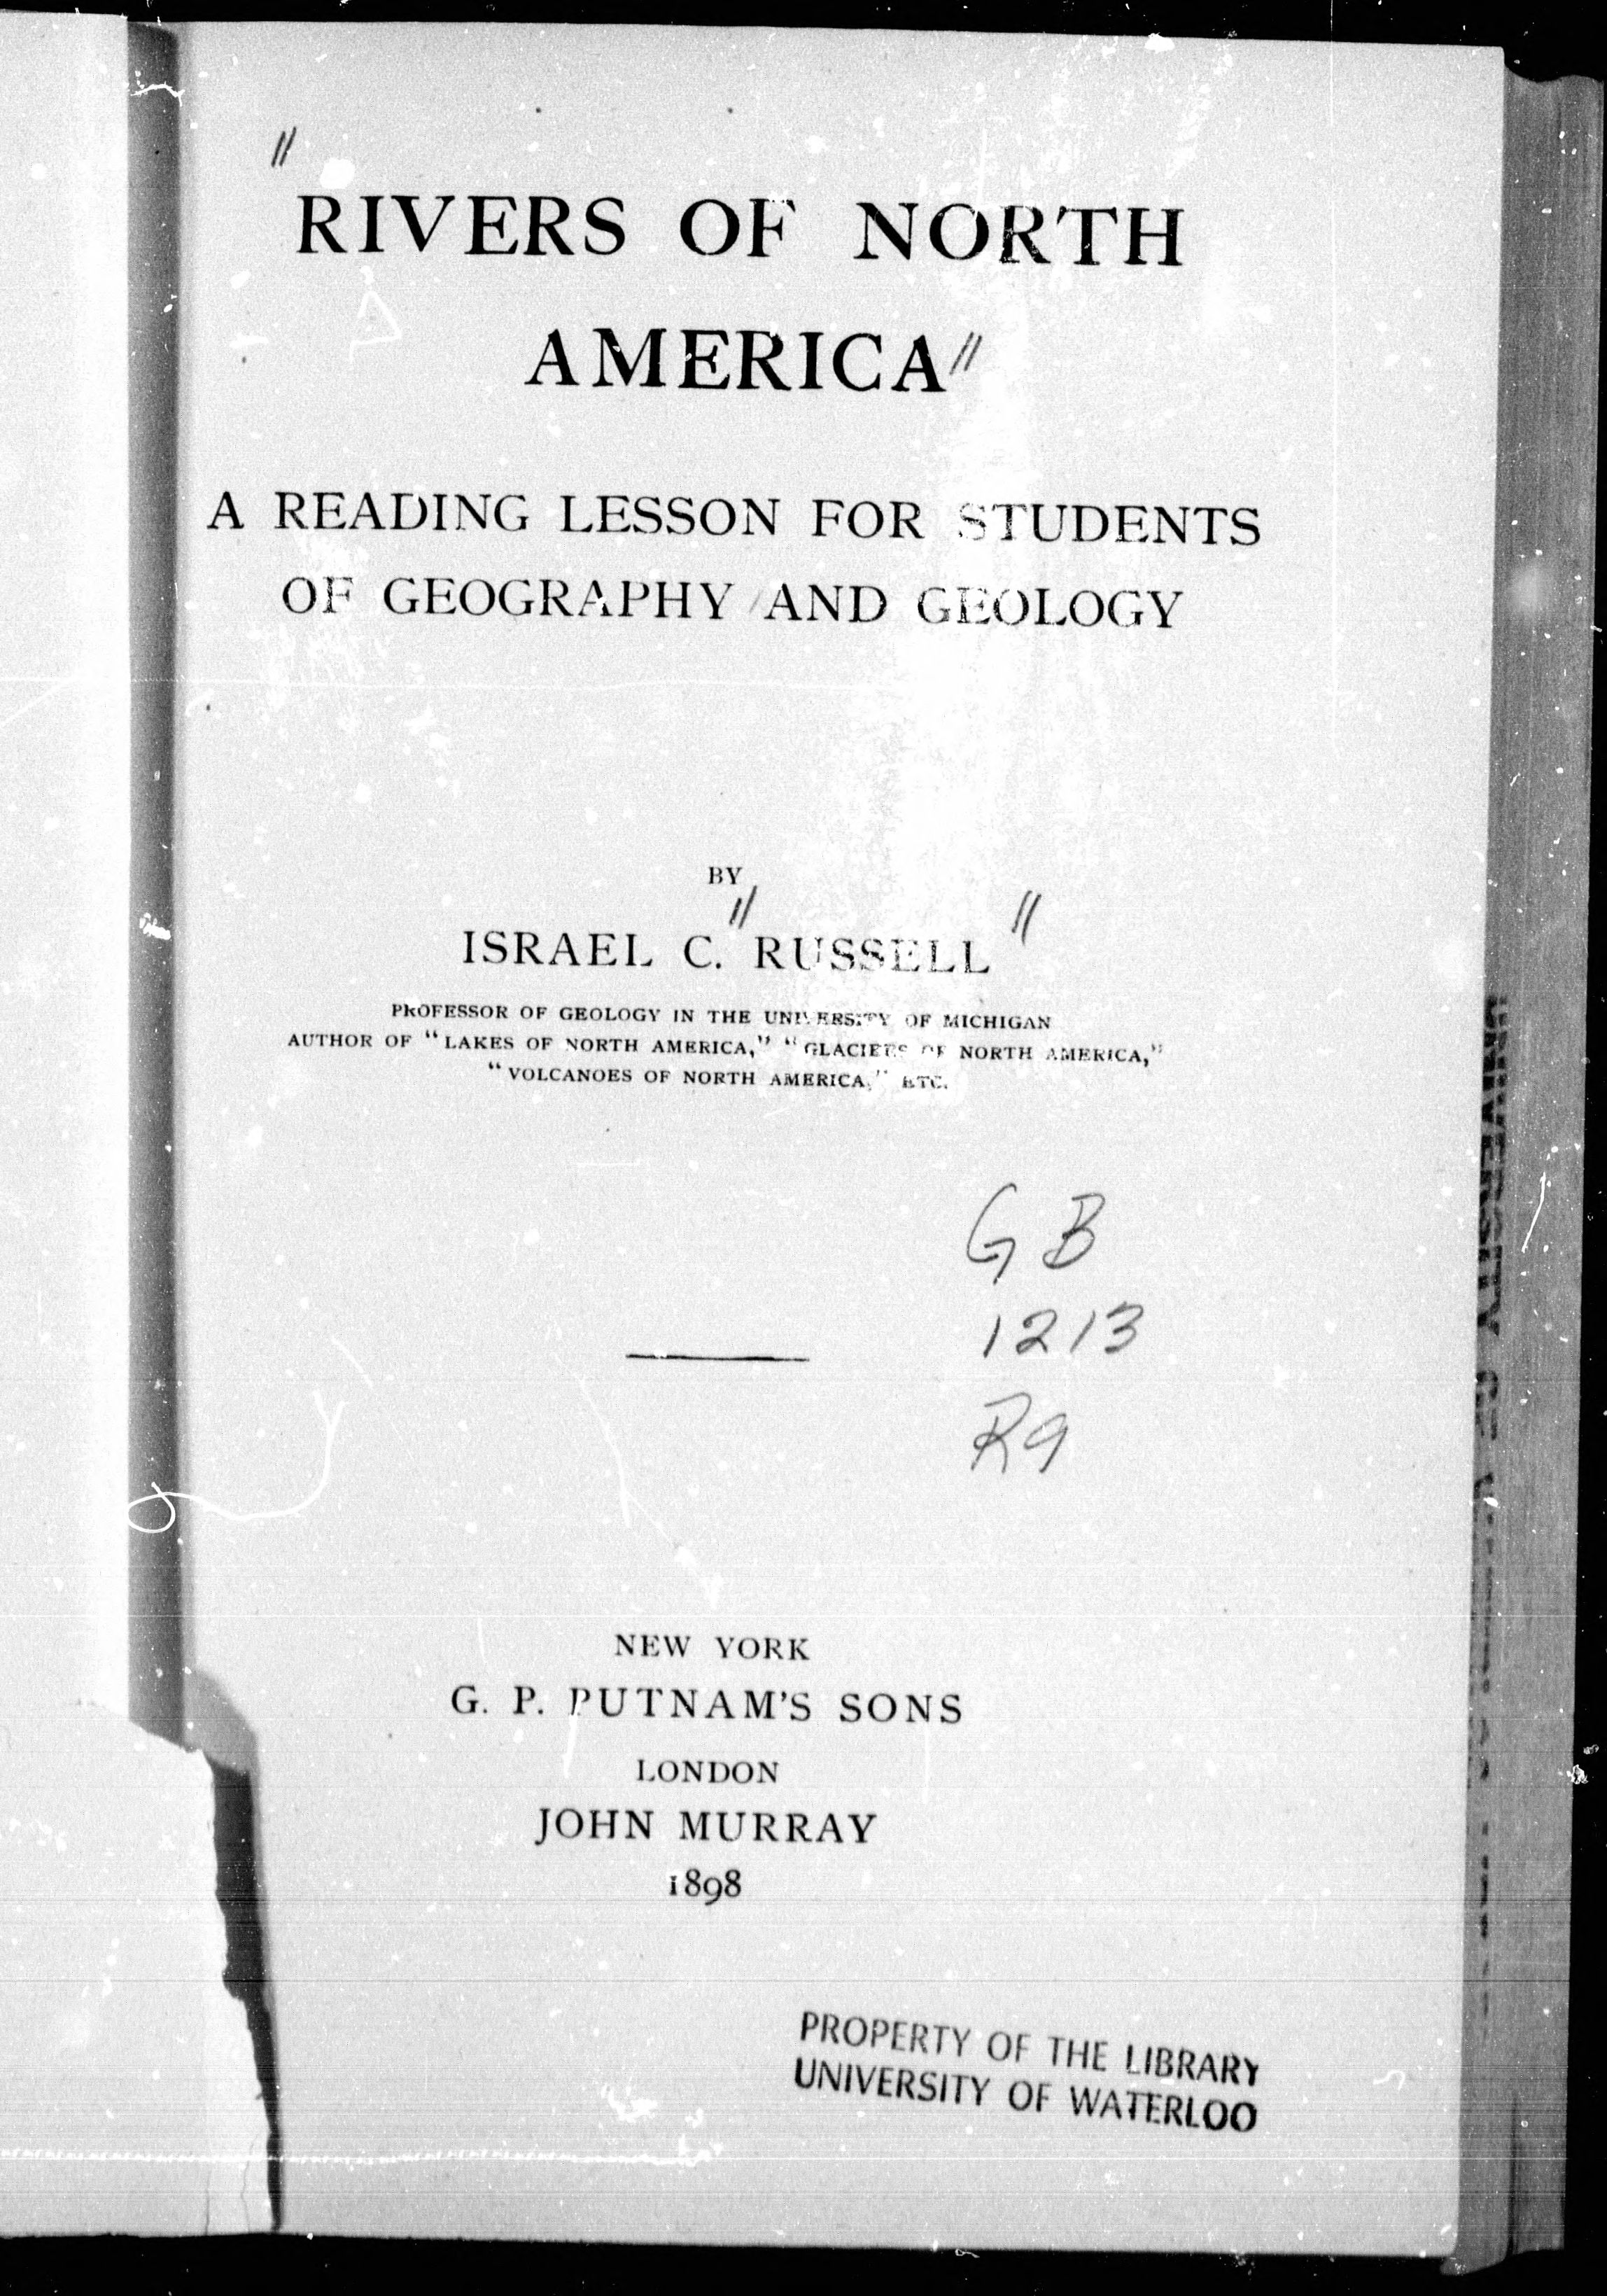 RIVERS OF NORTH
AMERICA
A READING LESSON FOR STUDENTS
OF GEOGRAPHY AND GEOLOGY
BY
ISRAEL C. RUSSELL
PROFESSOR OF GEOLOGY IN THE UNIVERSITY OF MICHIGAN
AUTHOR OF "LAKES OF NORTH AMERICA," "GLACIERS OF NORTH AMERICA,"
"VOLCANOES OF NORTH AMERICA," ETC.
GB
1213
R9
NEW YORK
G. P. PUTNAM'S SONS
LONDON
JOHN MURRAY
1898
PROPERTY OF THE LIBRARY
UNIVERSITY OF WATERLOO